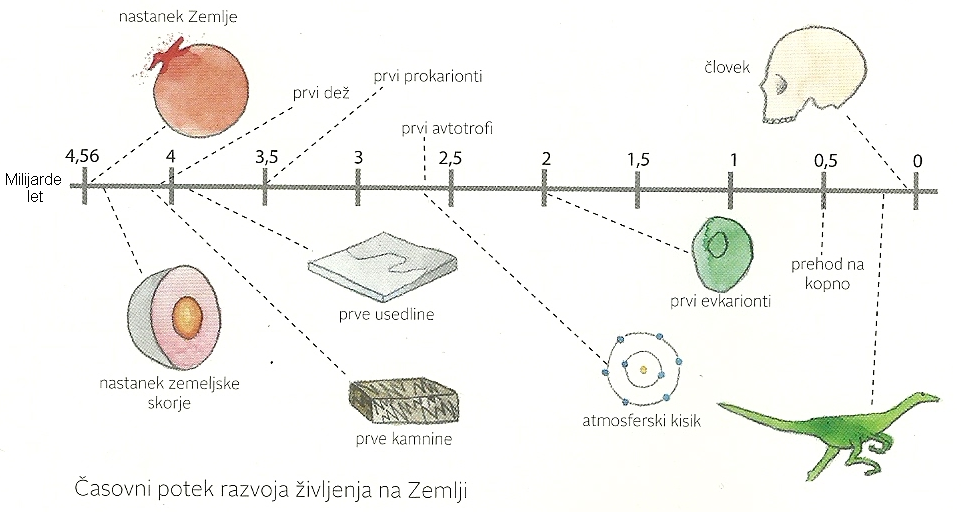 nastanek Zemlje
prvi dež
prvi prokarionti
prvi avtotrofi
človek
4,56
4
3,5
3
2,5
2
1,5
1
0,5
0
Milijarde
let
prve usedline
prvi evkarionti
prehod na
kopno
nastanek zemeljske
skorje
prve kamnine
atmosferski kisik
Časovni potek razvoja življenja na Zemlji